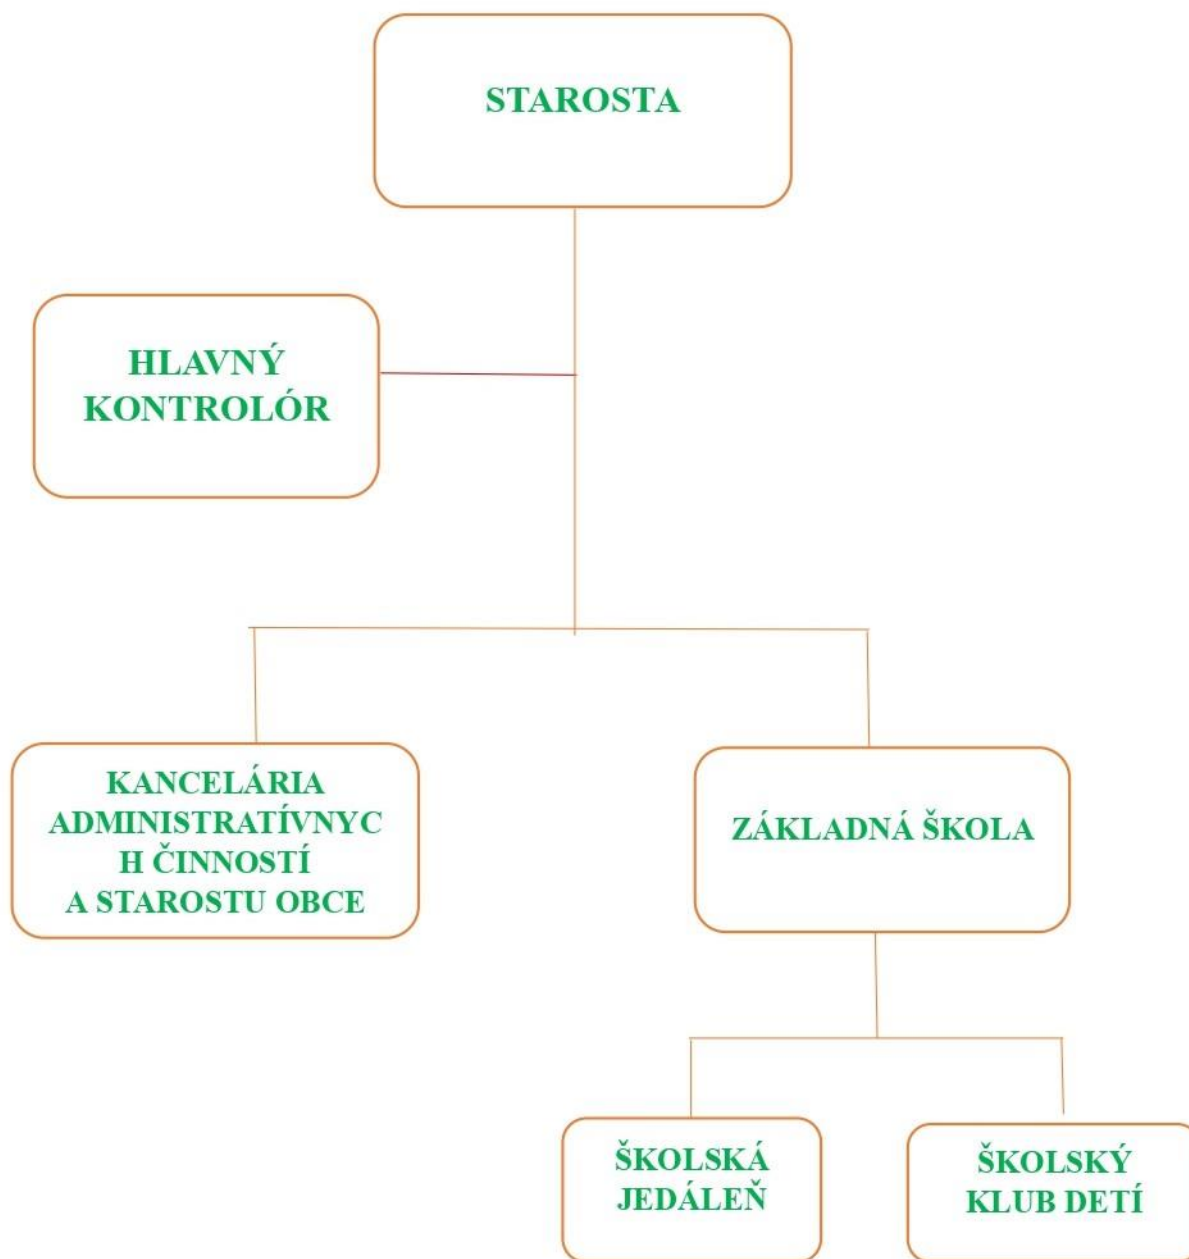 STAROSTA
HLAVNÝ
KONTROLÓR
KANCELÁRIA
ADMINISTRATÍVNYC
H ČINNOSTÍ
A STAROSTU OBCE
ZÁKLADNÁ ŠKOLA
ŠKOLSKÁ
JEDÁLEŇ
ŠKOLSKÝ
KLUB DETÍ